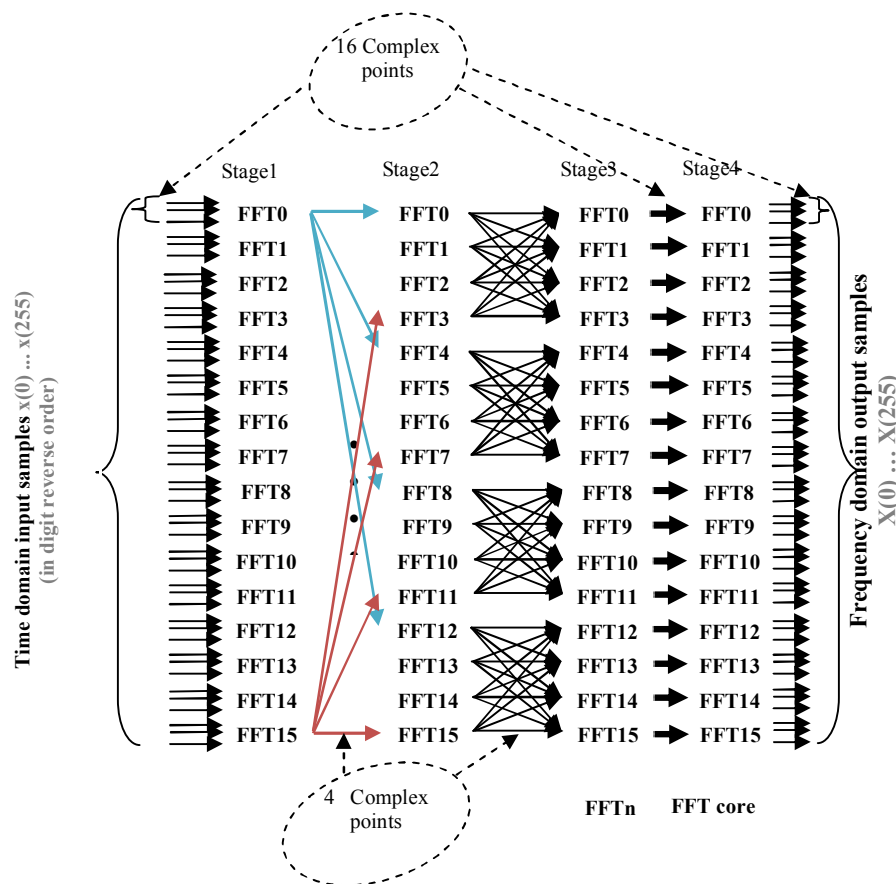 16 Complex
points
Stage1 Stage2 Stage3 Stage4
FFT0 FFT0 FFT0 FFT0
FFT1 FFT1 FFT1 FFT1
FFT2 FFT2 FFT2 FFT2
FFT3 FFT3 FFT3 FFT3
FFT4 FFT4 FFT4 FFT4
FFT5 FFT5 FFT5 FFT5
FFT6 FFT6 FFT6 FFT6
FFT7 FFT7 FFT7 FFT7
FFT8 FFT8 FFT8 FFT8
FFT9 FFT9 FFT9 FFT9
FFT10 FFT10 FFT10 FFT10
FFT11 FFT11 FFT11 FFT11
FFT12 FFT12 FFT12 FFT12
FFT13 FFT13 FFT13 FFT13
FFT14 FFT14 FFT14 FFT14
FFT15 FFT15 FFT15 FFT15
Time domain input samples x(0) ... x(255)
(in digit reverse order)
Frequency domain output samples
X(0) ... X(255)
4 Complex
points
FFTn FFT core